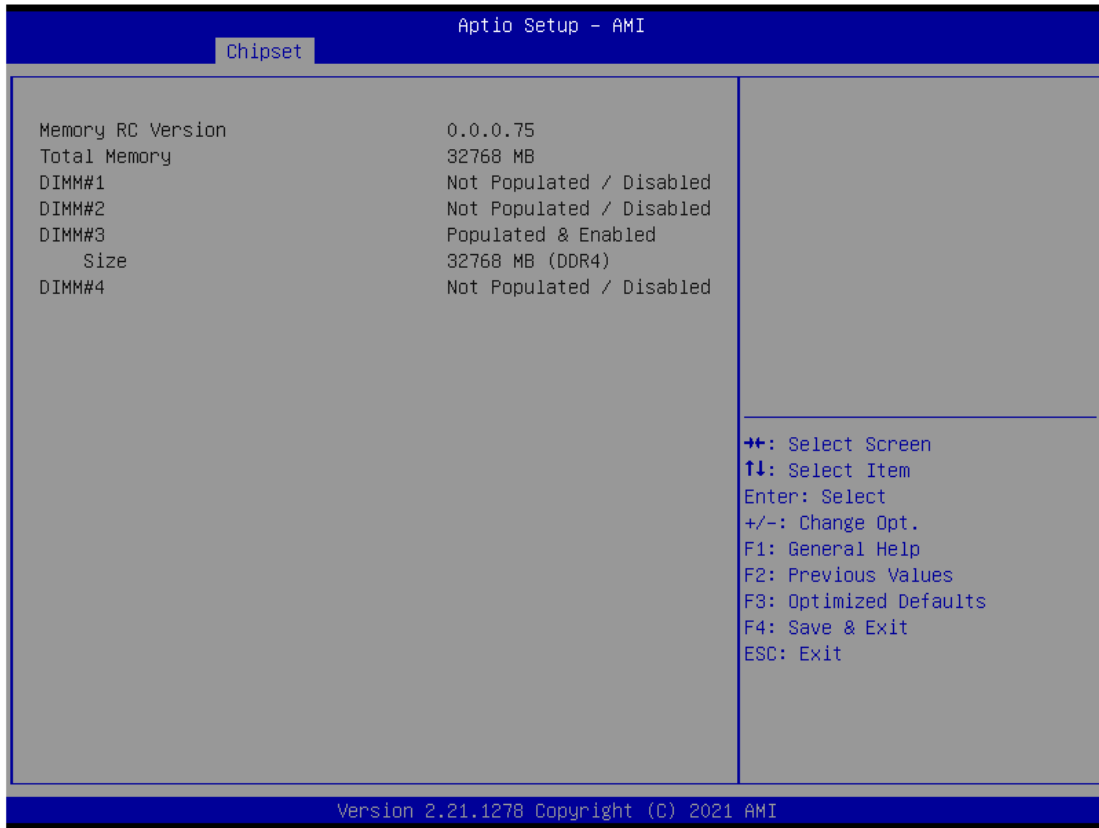 Aptio Setup – AMI
Chipset
Memory RC Version 0.0.0.75
Total Memory 32768 MB
DIMM#1 Not Populated / Disabled
DIMM#2 Not Populated / Disabled
DIMM#3 Populated & Enabled
Size 32768 MB (DDR4)
DIMM#4 Not Populated / Disabled
→←: Select Screen
↑↓: Select Item
Enter: Select
+/-: Change Opt.
F1: General Help
F2: Previous Values
F3: Optimized Defaults
F4: Save & Exit
ESC: Exit
Version 2.21.1278 Copyright (C) 2021 AMI